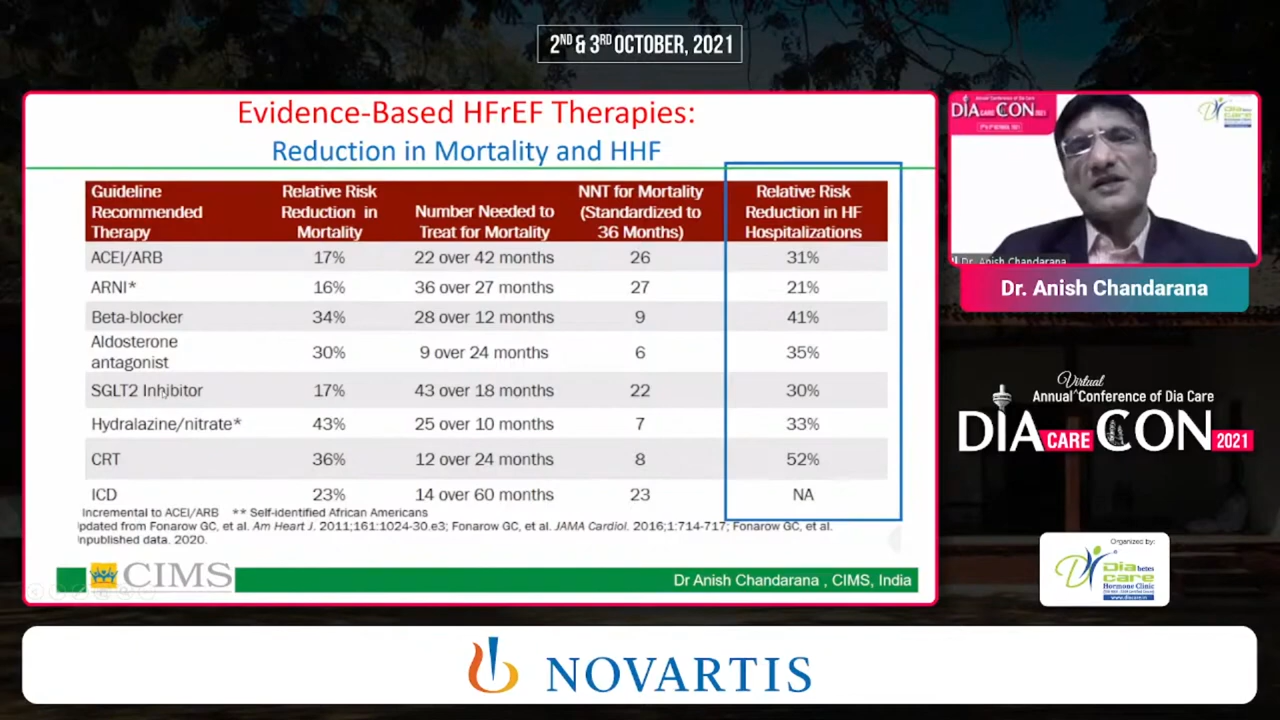 2ND & 3RD OCTOBER, 2021
Evidence-Based HFrEF Therapies:
Reduction in Mortality and HHF
Guideline Recommended Therapy | Relative Risk Reduction in Mortality | Number Needed to Treat for Mortality | NNT for Mortality (Standardized to 36 Months) | Relative Risk Reduction in HF Hospitalizations
ACEI/ARB 17% 22 over 42 months 26 31%
ARNI* 16% 36 over 27 months 27 21%
Beta-blocker 34% 28 over 12 months 9 41%
Aldosterone antagonist 30% 9 over 24 months 6 35%
SGLT2 Inhibitor 17% 43 over 18 months 22 30%
Hydralazine/nitrate* 43% 25 over 10 months 7 33%
CRT 36% 12 over 24 months 8 52%
ICD 23% 14 over 60 months 23 NA
Incremental to ACEI/ARB ** Self-identified African Americans
pdated from Fonarow GC, et al. Am Heart J. 2011;161:1024-30.e3; Fonarow GC, et al. JAMA Cardiol. 2016;1:714-717; Fonarow GC, et al.
npublished data. 2020.
CIMS
Dr Anish Chandarana , CIMS, India
DIA CARE CON 2021
Dr. Anish Chandarana
Dr. Anish Chandarana
Virtual
Annual ^ Conference of Dia Care
DIA CARE CON 2021
Organized by:
Diabetes
care
Hormone Clinic
NOVARTIS